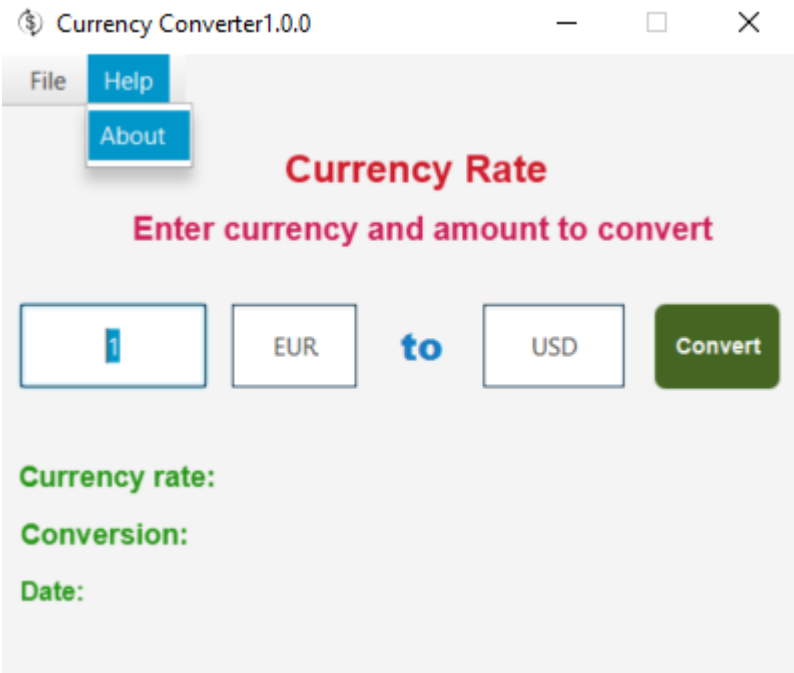 Currency Converter1.0.0
File Help
About
Currency Rate
Enter currency and amount to convert
1 EUR to USD Convert
Currency rate:
Conversion:
Date: